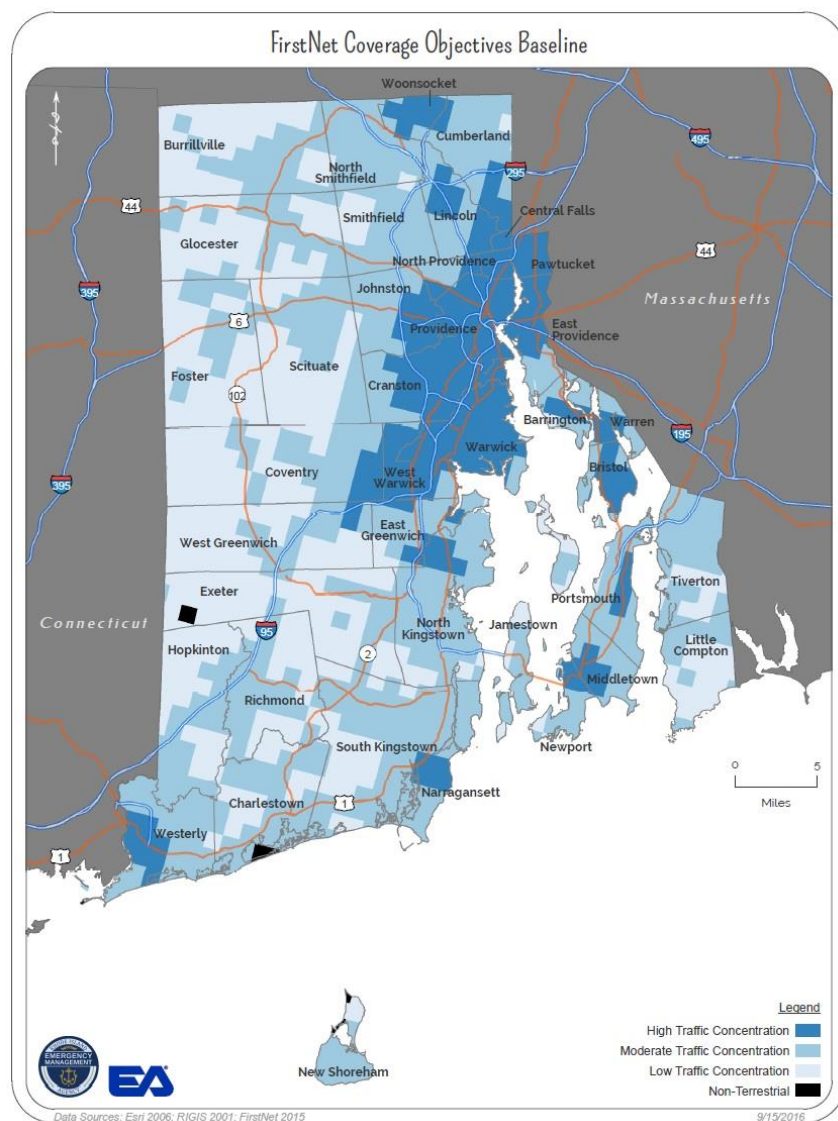 FirstNet Coverage Objectives Baseline
Woonsocket
Cumberland
Burrillville
495
North
Smithfield
295
44
Smithfield
Lincoln
Central Falls
Glocester
North Providence
Pawtucket
44
395
Johnston
Massachusetts
6
Providence
East
Providence
Foster
Scituate
Cranston
102
Barrington
Warren
195
Warwick
Coventry
West
Warwick
Bristol
395
East
Greenwich
West Greenwich
Tiverton
Exeter
Portsmouth
Connecticut
95
North
Kingstown
Jamestown
Little
Compton
Hopkinton
2
Middletown
Richmond
South Kingstown
Newport
0 5
Miles
Narragansett
Charlestown
1
Westerly
1
Legend
High Traffic Concentration
Moderate Traffic Concentration
Low Traffic Concentration
Non-Terrestrial
RHODE ISLAND
EMERGENCY
MANAGEMENT
AGENCY
EA
New Shoreham
Data Sources: Esri 2006; RIGIS 2001; FirstNet 2015
9/15/2016